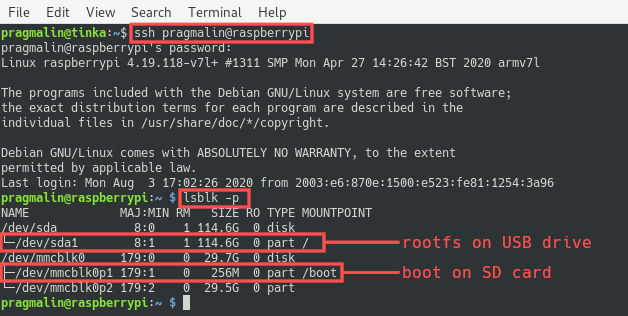 File Edit View Search Terminal Help
pragmalin@tinka:~$ ssh pragmalin@raspberrypi
pragmalin@raspberrypi's password:
Linux raspberrypi 4.19.118-v7l+ #1311 SMP Mon Apr 27 14:26:42 BST 2020 armv7l
The programs included with the Debian GNU/Linux system are free software;
the exact distribution terms for each program are described in the
individual files in /usr/share/doc/*/copyright.
Debian GNU/Linux comes with ABSOLUTELY NO WARRANTY, to the extent
permitted by applicable law.
Last login: Mon Aug  3 17:02:26 2020 from 2003:e6:870e:1500:e523:fe81:1254:3a96
pragmalin@raspberrypi:~ $ lsblk -p
NAME             MAJ:MIN RM   SIZE RO TYPE MOUNTPOINT
/dev/sda           8:0    1 114.6G  0 disk
└─/dev/sda1        8:1    1 114.6G  0 part / rootfs on USB drive
/dev/mmcblk0     179:0    0  29.7G  0 disk
├─/dev/mmcblk0p1 179:1    0   256M  0 part /boot boot on SD card
└─/dev/mmcblk0p2 179:2    0  29.5G  0 part
pragmalin@raspberrypi:~ $